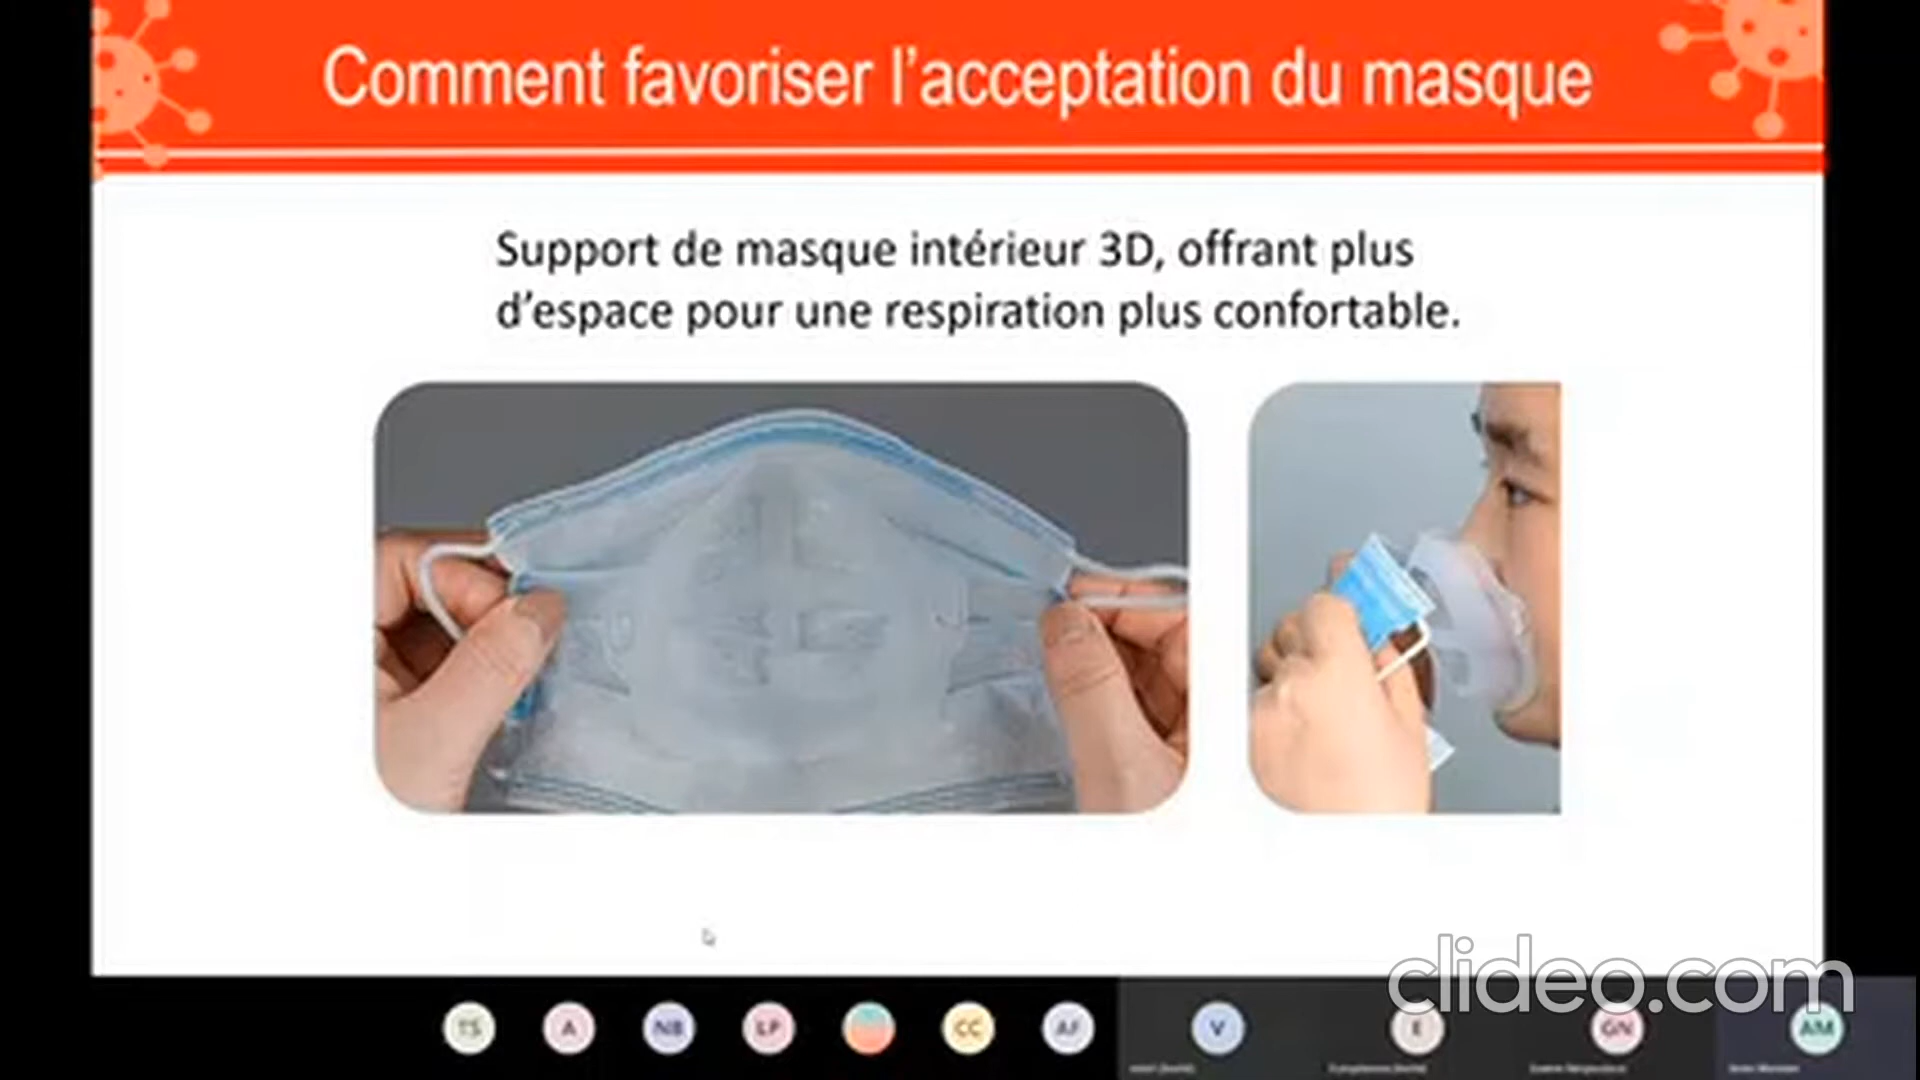 Comment favoriser l’acceptation du masque
Support de masque intérieur 3D, offrant plus
d’espace pour une respiration plus confortable.
clideo.com
TS
A
NB
LP
CC
AF
V
E
GN
AM